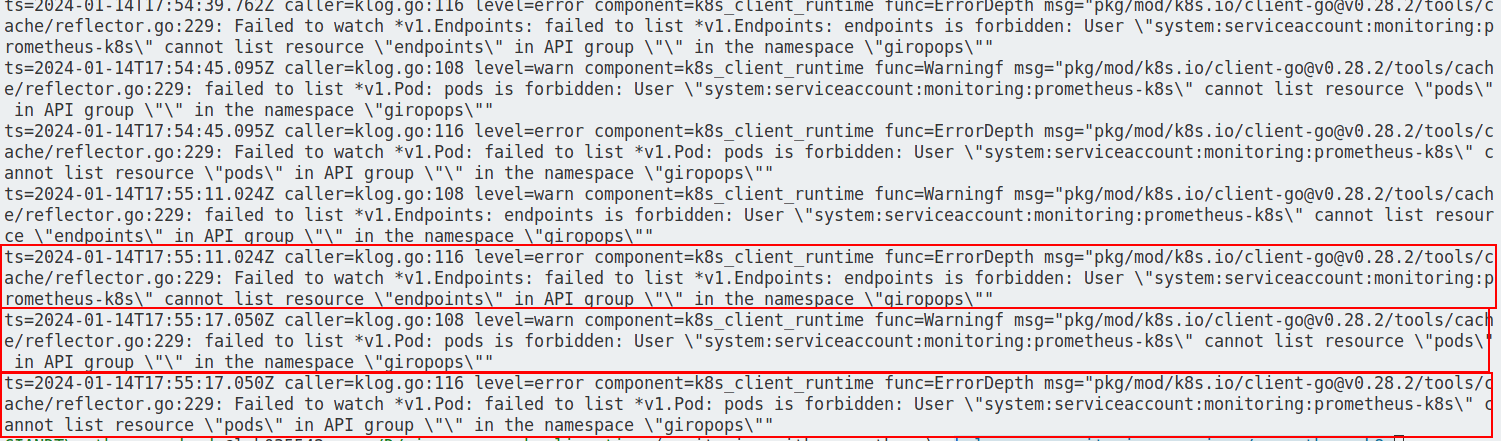 ts=2024-01-14T17:54:39.762Z caller=klog.go:116 level=error component=k8s_client_runtime func=ErrorDepth msg="pkg/mod/k8s.io/client-go@v0.28.2/tools/c
ache/reflector.go:229: Failed to watch *v1.Endpoints: failed to list *v1.Endpoints: endpoints is forbidden: User \"system:serviceaccount:monitoring:p
rometheus-k8s\" cannot list resource \"endpoints\" in API group \"\" in the namespace \"giropops\""
ts=2024-01-14T17:54:45.095Z caller=klog.go:108 level=warn component=k8s_client_runtime func=Warningf msg="pkg/mod/k8s.io/client-go@v0.28.2/tools/cach
e/reflector.go:229: failed to list *v1.Pod: pods is forbidden: User \"system:serviceaccount:monitoring:prometheus-k8s\" cannot list resource \"pods\"
 in API group \"\" in the namespace \"giropops\""
ts=2024-01-14T17:54:45.095Z caller=klog.go:116 level=error component=k8s_client_runtime func=ErrorDepth msg="pkg/mod/k8s.io/client-go@v0.28.2/tools/c
ache/reflector.go:229: Failed to watch *v1.Pod: failed to list *v1.Pod: pods is forbidden: User \"system:serviceaccount:monitoring:prometheus-k8s\" c
annot list resource \"pods\" in API group \"\" in the namespace \"giropops\""
ts=2024-01-14T17:55:11.024Z caller=klog.go:108 level=warn component=k8s_client_runtime func=Warningf msg="pkg/mod/k8s.io/client-go@v0.28.2/tools/cach
e/reflector.go:229: failed to list *v1.Endpoints: endpoints is forbidden: User \"system:serviceaccount:monitoring:prometheus-k8s\" cannot list resour
ce \"endpoints\" in API group \"\" in the namespace \"giropops\""
ts=2024-01-14T17:55:11.024Z caller=klog.go:116 level=error component=k8s_client_runtime func=ErrorDepth msg="pkg/mod/k8s.io/client-go@v0.28.2/tools/c
ache/reflector.go:229: Failed to watch *v1.Endpoints: failed to list *v1.Endpoints: endpoints is forbidden: User \"system:serviceaccount:monitoring:p
rometheus-k8s\" cannot list resource \"endpoints\" in API group \"\" in the namespace \"giropops\""
ts=2024-01-14T17:55:17.050Z caller=klog.go:108 level=warn component=k8s_client_runtime func=Warningf msg="pkg/mod/k8s.io/client-go@v0.28.2/tools/cach
e/reflector.go:229: failed to list *v1.Pod: pods is forbidden: User \"system:serviceaccount:monitoring:prometheus-k8s\" cannot list resource \"pods\"
 in API group \"\" in the namespace \"giropops\""
ts=2024-01-14T17:55:17.050Z caller=klog.go:116 level=error component=k8s_client_runtime func=ErrorDepth msg="pkg/mod/k8s.io/client-go@v0.28.2/tools/c
ache/reflector.go:229: Failed to watch *v1.Pod: failed to list *v1.Pod: pods is forbidden: User \"system:serviceaccount:monitoring:prometheus-k8s\" c
annot list resource \"pods\" in API group \"\" in the namespace \"giropops\""